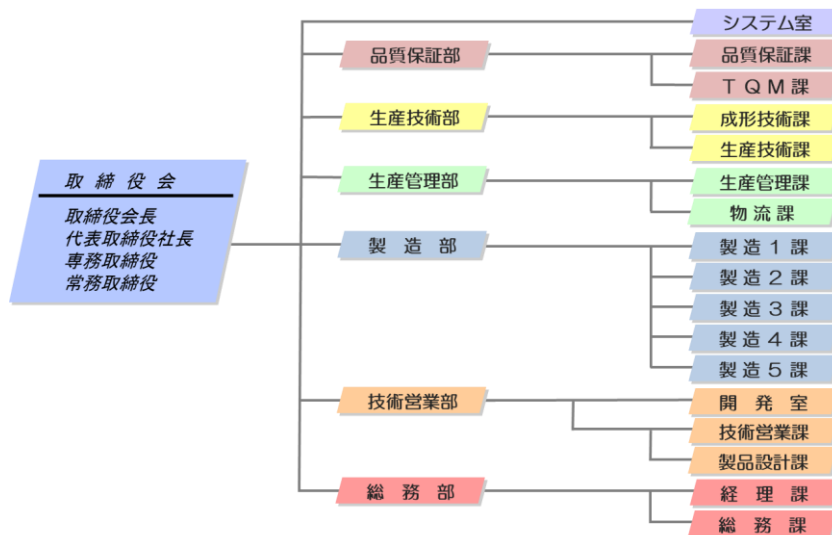 取締役会
取締役会長
代表取締役社長
専務取締役
常務取締役
システム室
品質保証部
品質保証課
ＴＱＭ課
生産技術部
成形技術課
生産技術課
生産管理部
生産管理課
物流課
製造部
製造１課
製造２課
製造３課
製造４課
製造５課
技術営業部
開発室
技術営業課
製品設計課
総務部
経理課
総務課